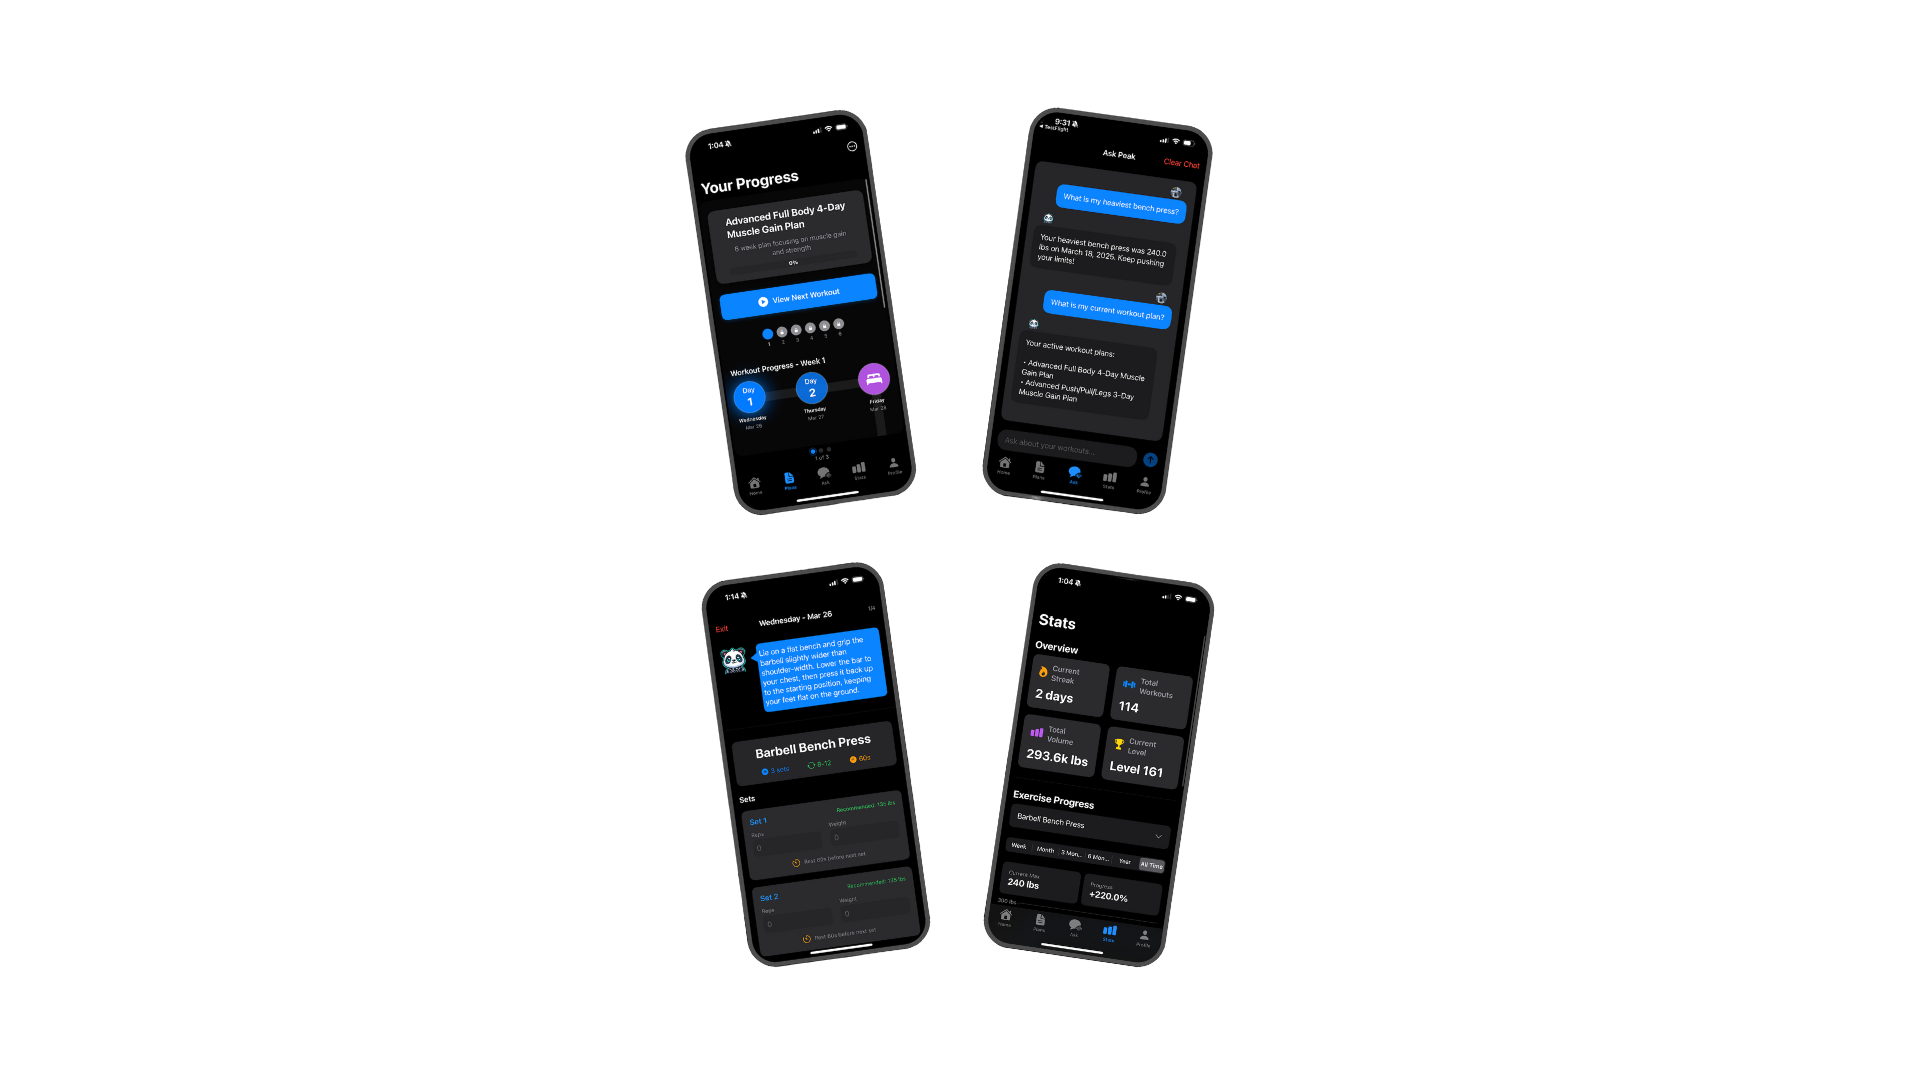 1:04
Your Progress
Advanced Full Body 4-Day
Muscle Gain Plan
6 week plan focusing on muscle gain
and strength
0%
View Next Workout
1 2 3 4 5 6
Workout Progress - Week 1
Day
1
Wednesday
Mar 26
Day
2
Thursday
Mar 27
Friday
Mar 28
1 of 3
Home
Plans
Ask
Stats
Profile
9:31
TestFlight
Ask Peak
Clear Chat
What is my heaviest bench press?
Your heaviest bench press was 240.0
lbs on March 18, 2025. Keep pushing
your limits!
What is my current workout plan?
Your active workout plans:
• Advanced Full Body 4-Day Muscle
Gain Plan
• Advanced Push/Pull/Legs 3-Day
Muscle Gain Plan
Ask about your workouts...
Home
Plans
Ask
Stats
Profile
1:14
Exit
Wednesday - Mar 26
1/4
Lie on a flat bench and grip the
barbell slightly wider than
shoulder-width. Lower the bar to
your chest, then press it back up
to the starting position, keeping
your feet flat on the ground.
Barbell Bench Press
3 sets
8-12
60s
Sets
Set 1
Recommended: 135 lbs
Reps
Weight
0
0
Rest 60s before next set
Set 2
Recommended: 135 lbs
Reps
Weight
0
0
Rest 60s before next set
1:04
Stats
Overview
Current
Streak
2 days
Total
Workouts
114
Total
Volume
293.6k lbs
Current
Level
Level 161
Exercise Progress
Barbell Bench Press
Week
Month
3 Mon...
6 Mon...
Year
All Time
Current Max
240 lbs
Progress
+220.0%
300 lbs
Home
Plans
Ask
Stats
Profile